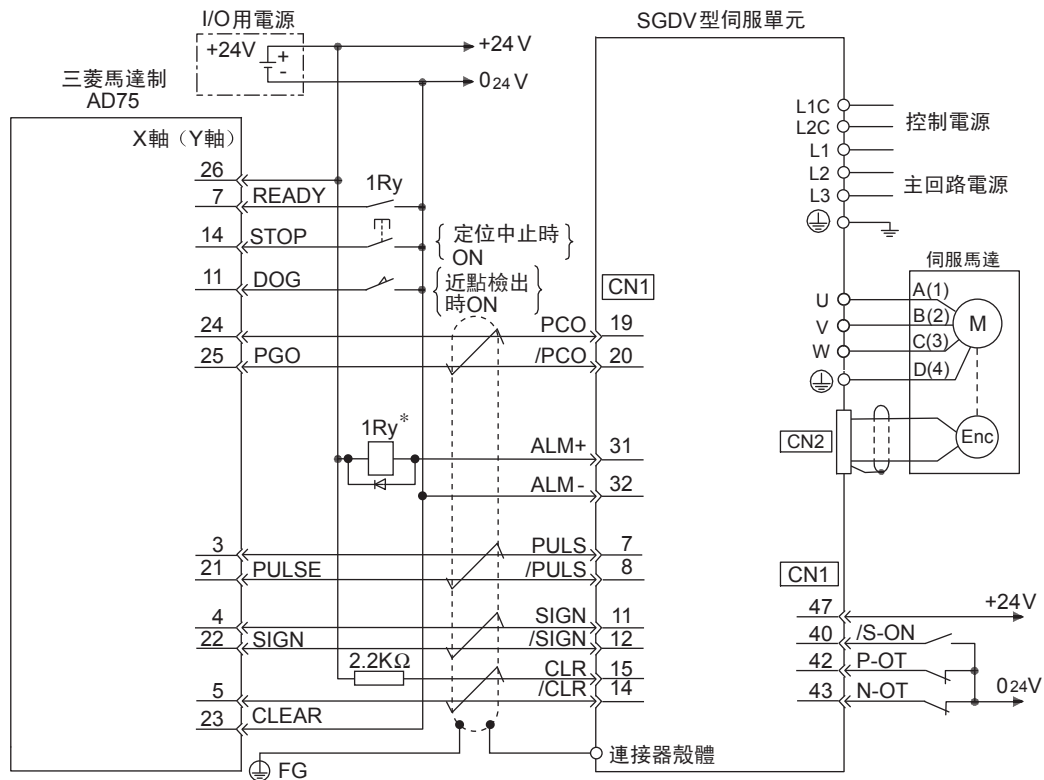 I/O用電源
SGDV型伺服單元
+24V
+
-
+24V
024V
三菱馬達制
AD75
X軸（Y軸）
26
7 READY
1Ry
14 STOP
定位中止時
ON
11 DOG
近點檢出
時ON
CN1
24
PCO 19
25 PGO
/PCO 20
1Ry*
ALM+ 31
ALM- 32
3
PULS 7
21 PULSE
/PULS 8
4
SIGN 11
22 SIGN
/SIGN 12
2.2KΩ
CLR 15
5
/CLR 14
23 CLEAR
FG
連接器殼體
L1C
L2C
控制電源
L1
L2
L3
主回路電源
伺服馬達
U A(1)
V B(2)
W C(3)
D(4)
M
CN2
Enc
CN1
47 +24V
40 /S-ON
42 P-OT
43 N-OT
024V